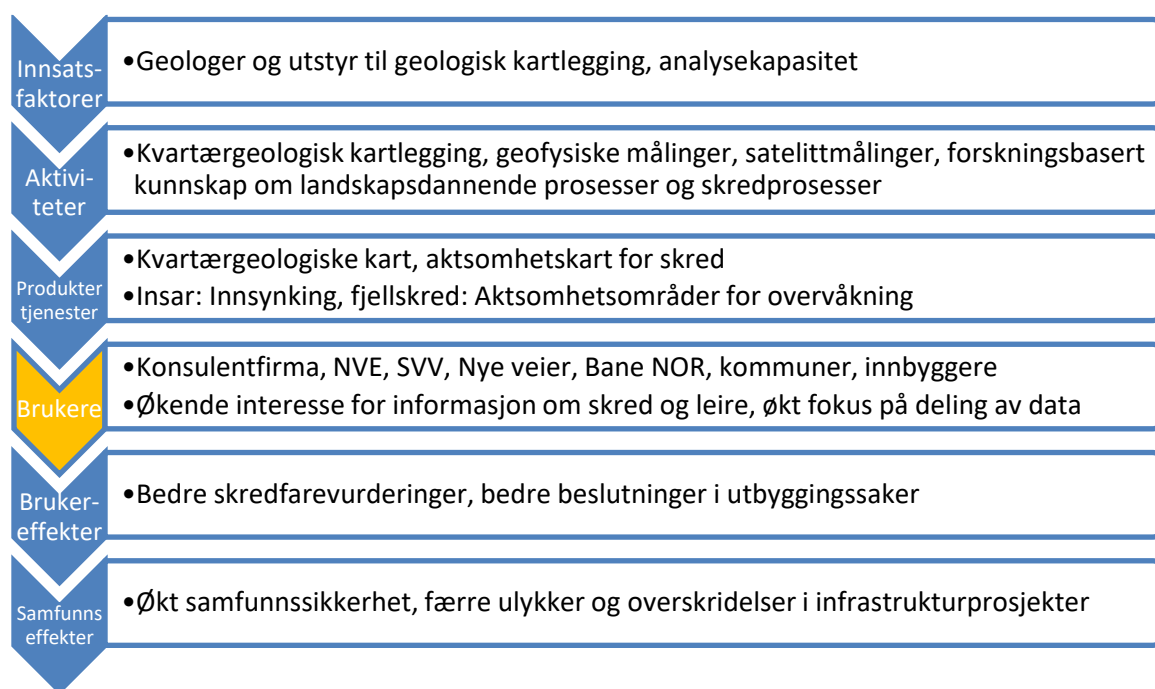 Innsats-
faktorer
•Geologer og utstyr til geologisk kartlegging, analysekapasitet
Aktivi-
teter
•Kvartærgeologisk kartlegging, geofysiske målinger, satelittmålinger, forskningsbasert
kunnskap om landskapsdannende prosesser og skredprosesser
Produkter
tjenester
•Kvartærgeologiske kart, aktsomhetskart for skred
•Insar: Innsynking, fjellskred: Aktsomhetsområder for overvåkning
Brukere
•Konsulentfirma, NVE, SVV, Nye veier, Bane NOR, kommuner, innbyggere
•Økende interesse for informasjon om skred og leire, økt fokus på deling av data
Bruker-
effekter
•Bedre skredfarevurderinger, bedre beslutninger i utbyggingssaker
Samfunns
effekter
•Økt samfunnssikkerhet, færre ulykker og overskridelser i infrastrukturprosjekter